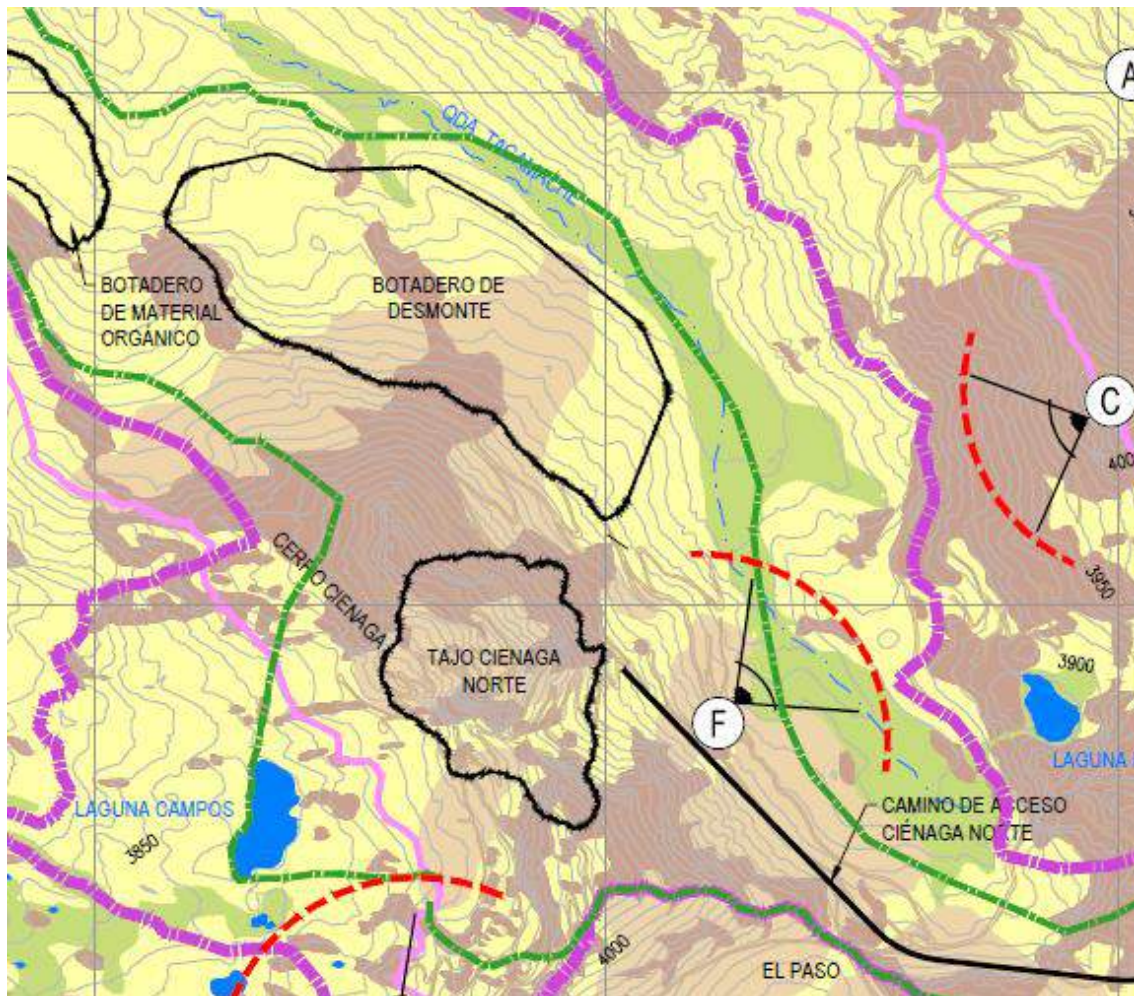 A
QDA. TACAMACHE
BOTADERO
DE MATERIAL
ORGÁNICO
BOTADERO DE
DESMONTE
C
400
3950
CERRO CIENAGA
TAJO CIENAGA
NORTE
3900
F
LAGUNA
LAGUNA CAMPOS
3850
CAMINO DE ACCESO
CIÉNAGA NORTE
4000
EL PASO